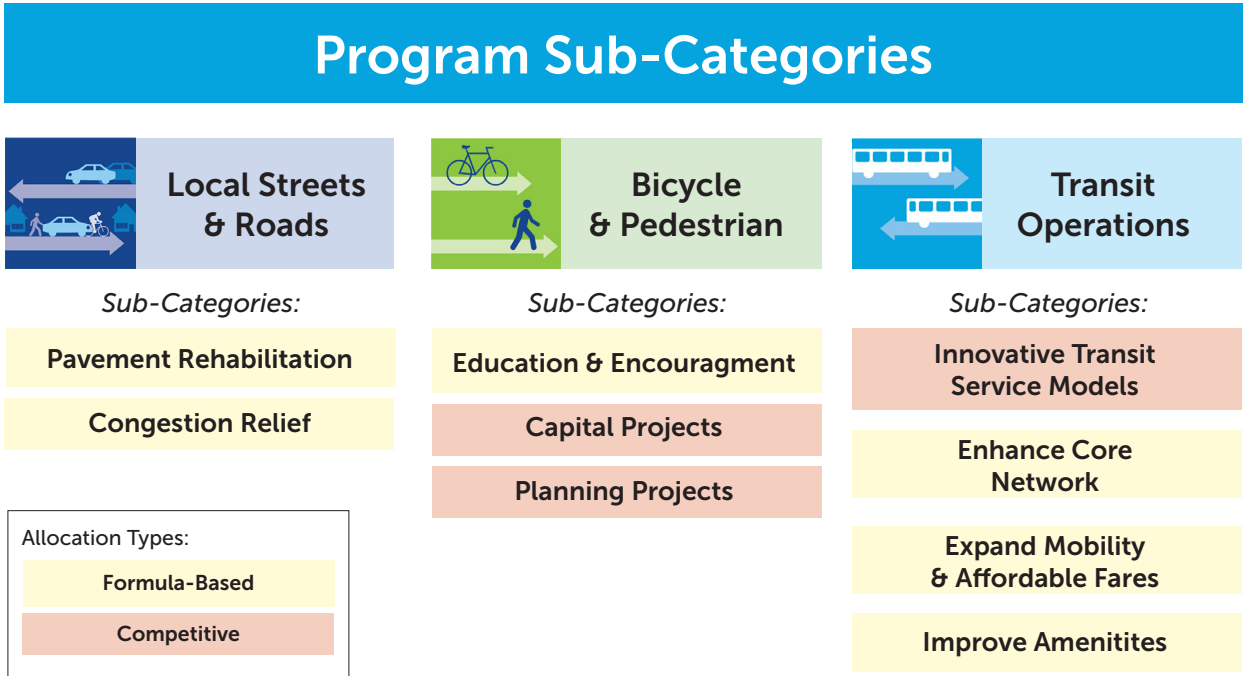 Program Sub-Categories
Local Streets
& Roads
Sub-Categories:
Pavement Rehabilitation
Congestion Relief
Allocation Types:
Formula-Based
Competitive
Bicycle
& Pedestrian
Sub-Categories:
Education & Encouragment
Capital Projects
Planning Projects
Transit
Operations
Sub-Categories:
Innovative Transit
Service Models
Enhance Core
Network
Expand Mobility
& Affordable Fares
Improve Amenitites